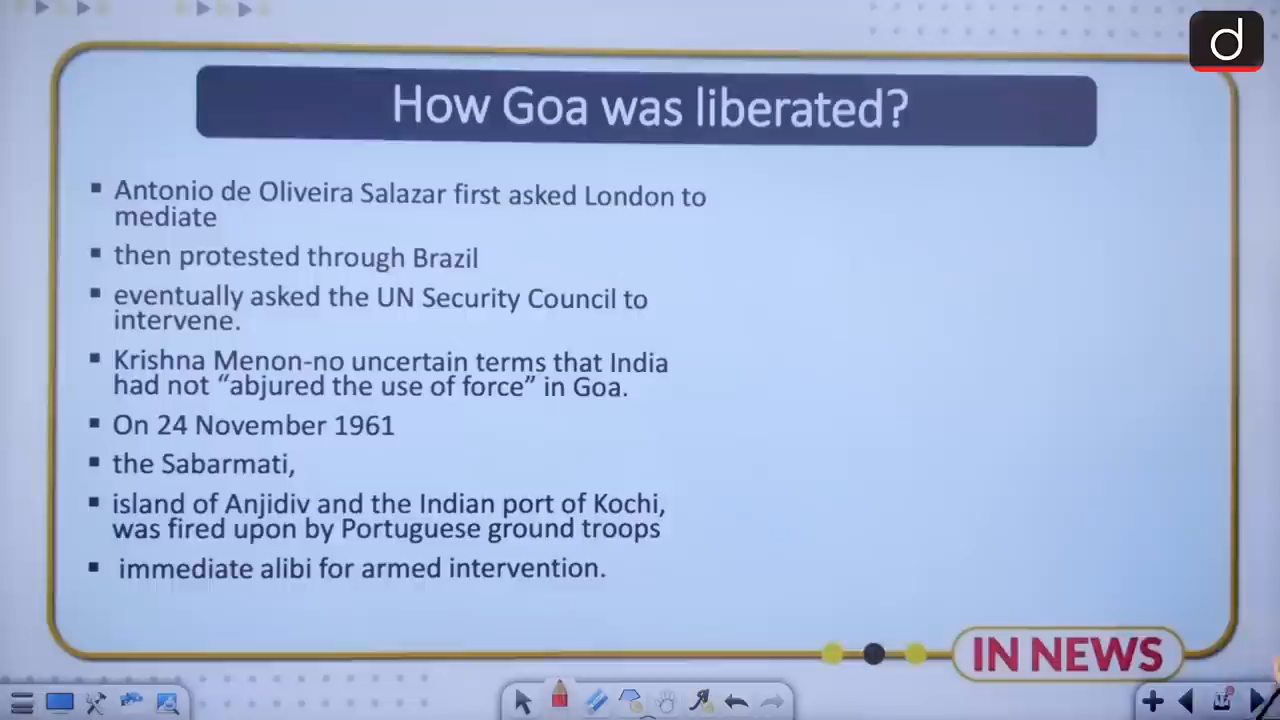 d
How Goa was liberated?
▪ Antonio de Oliveira Salazar first asked London to
mediate
▪ then protested through Brazil
▪ eventually asked the UN Security Council to
intervene.
▪ Krishna Menon-no uncertain terms that India
had not “abjured the use of force” in Goa.
▪ On 24 November 1961
▪ the Sabarmati,
▪ island of Anjidiv and the Indian port of Kochi,
was fired upon by Portuguese ground troops
▪ immediate alibi for armed intervention.
IN NEWS